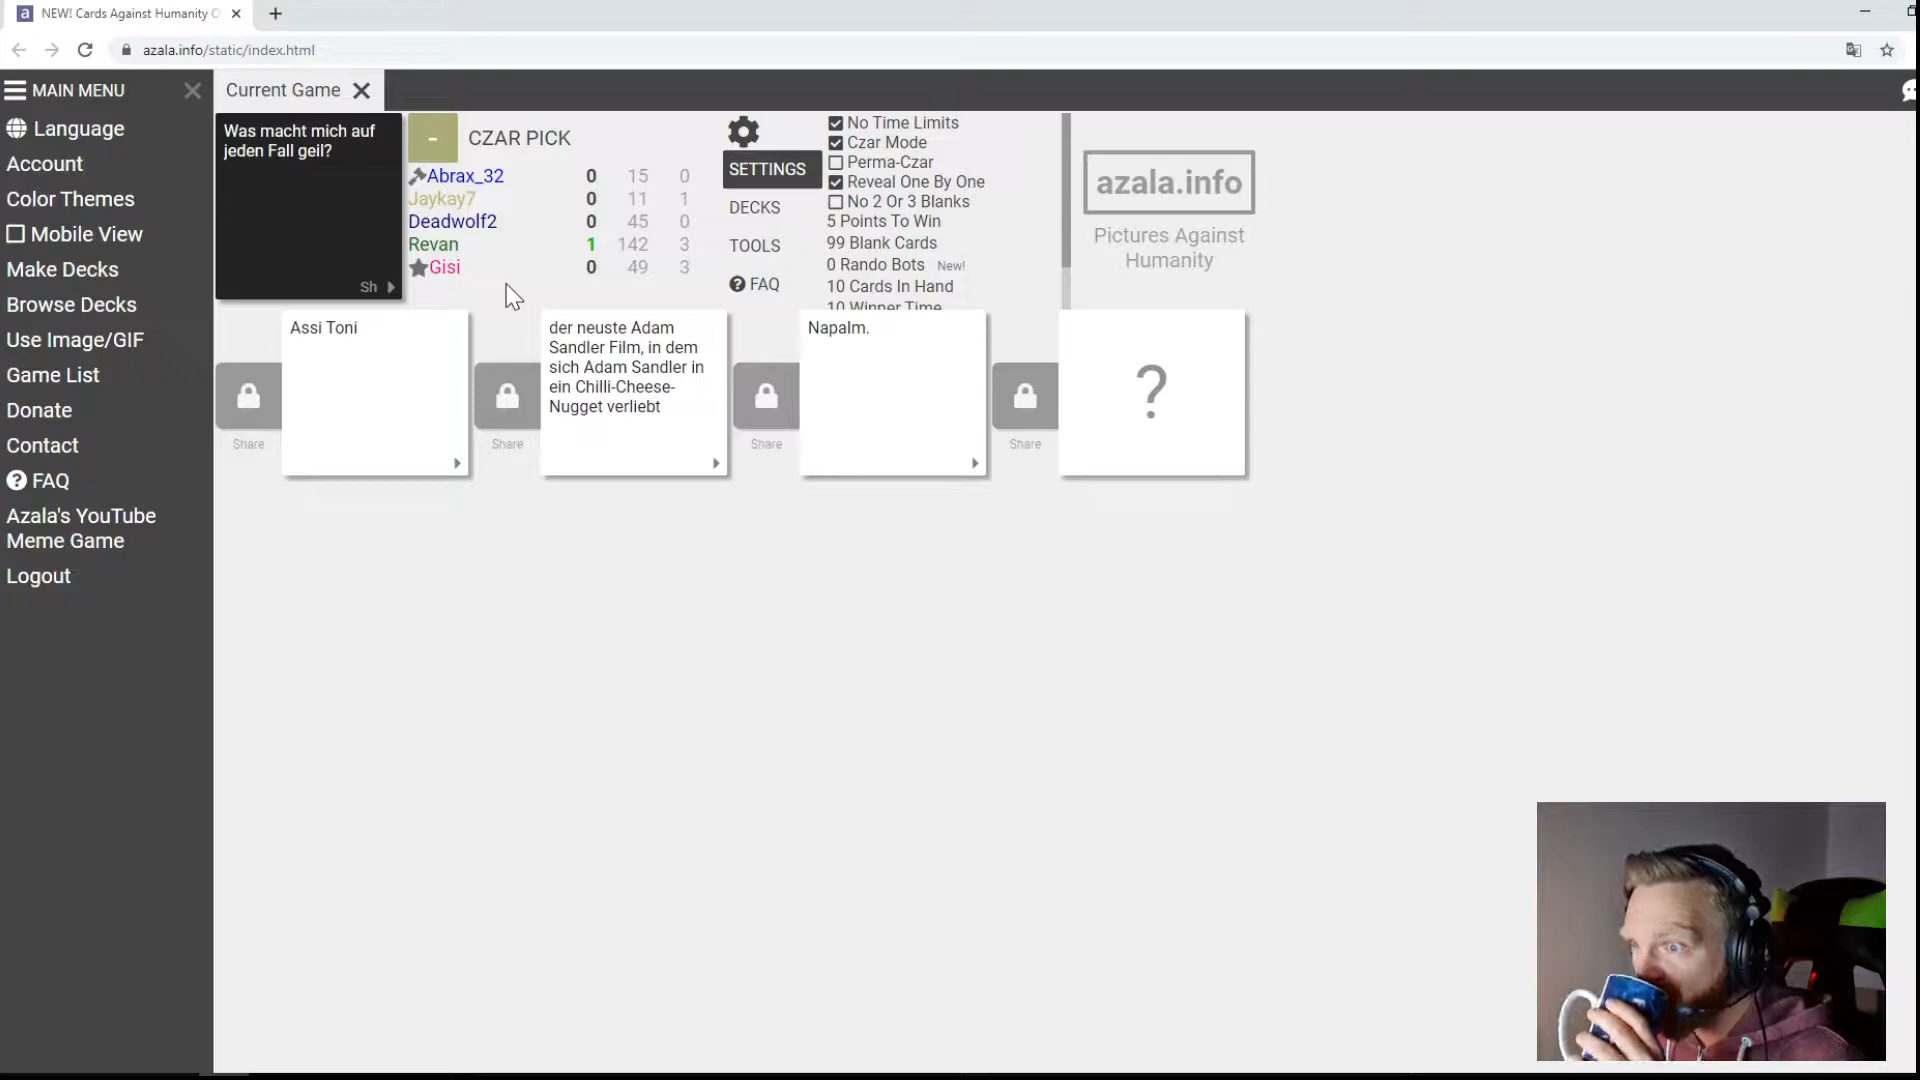 NEW! Cards Against Humanity
azala.info/static/index.html
MAIN MENU
Language
Account
Color Themes
Mobile View
Make Decks
Browse Decks
Use Image/GIF
Game List
Donate
Contact
FAQ
Azala's YouTube
Meme Game
Logout
Current Game
Was macht mich auf
jeden Fall geil?
Sh
- CZAR PICK
Abrax_32 0 15 0
Jaykay7 0 11 1
Deadwolf2 0 45 0
Revan 1 142 3
Gisi 0 49 3
SETTINGS
DECKS
TOOLS
FAQ
No Time Limits
Czar Mode
Perma-Czar
Reveal One By One
No 2 Or 3 Blanks
5 Points To Win
99 Blank Cards
0 Rando Bots New!
10 Cards In Hand
10 Winner Time
azala.info
Pictures Against
Humanity
Share
Assi Toni
Share
der neuste Adam
Sandler Film, in dem
sich Adam Sandler in
ein Chilli-Cheese-
Nugget verliebt
Share
Napalm.
Share
?